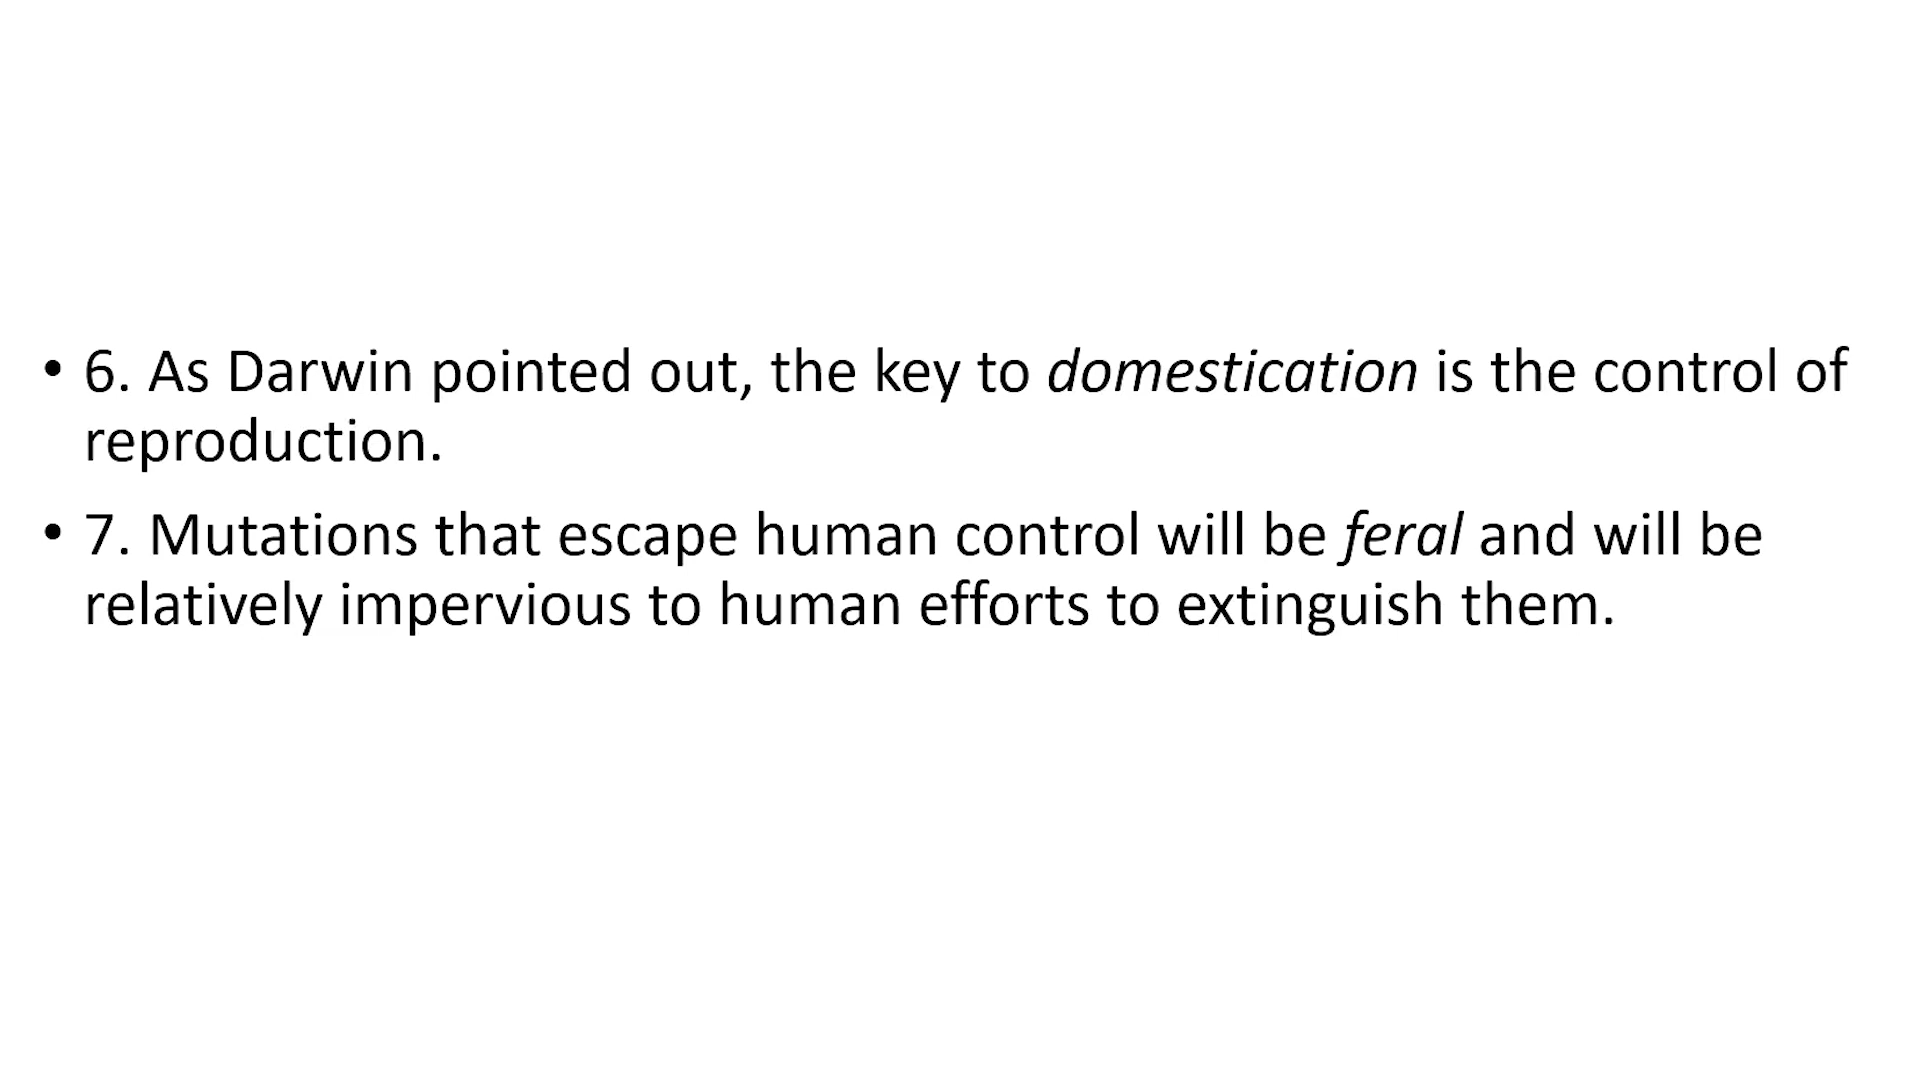 • 6. As Darwin pointed out, the key to domestication is the control of
reproduction.
• 7. Mutations that escape human control will be feral and will be
relatively impervious to human efforts to extinguish them.